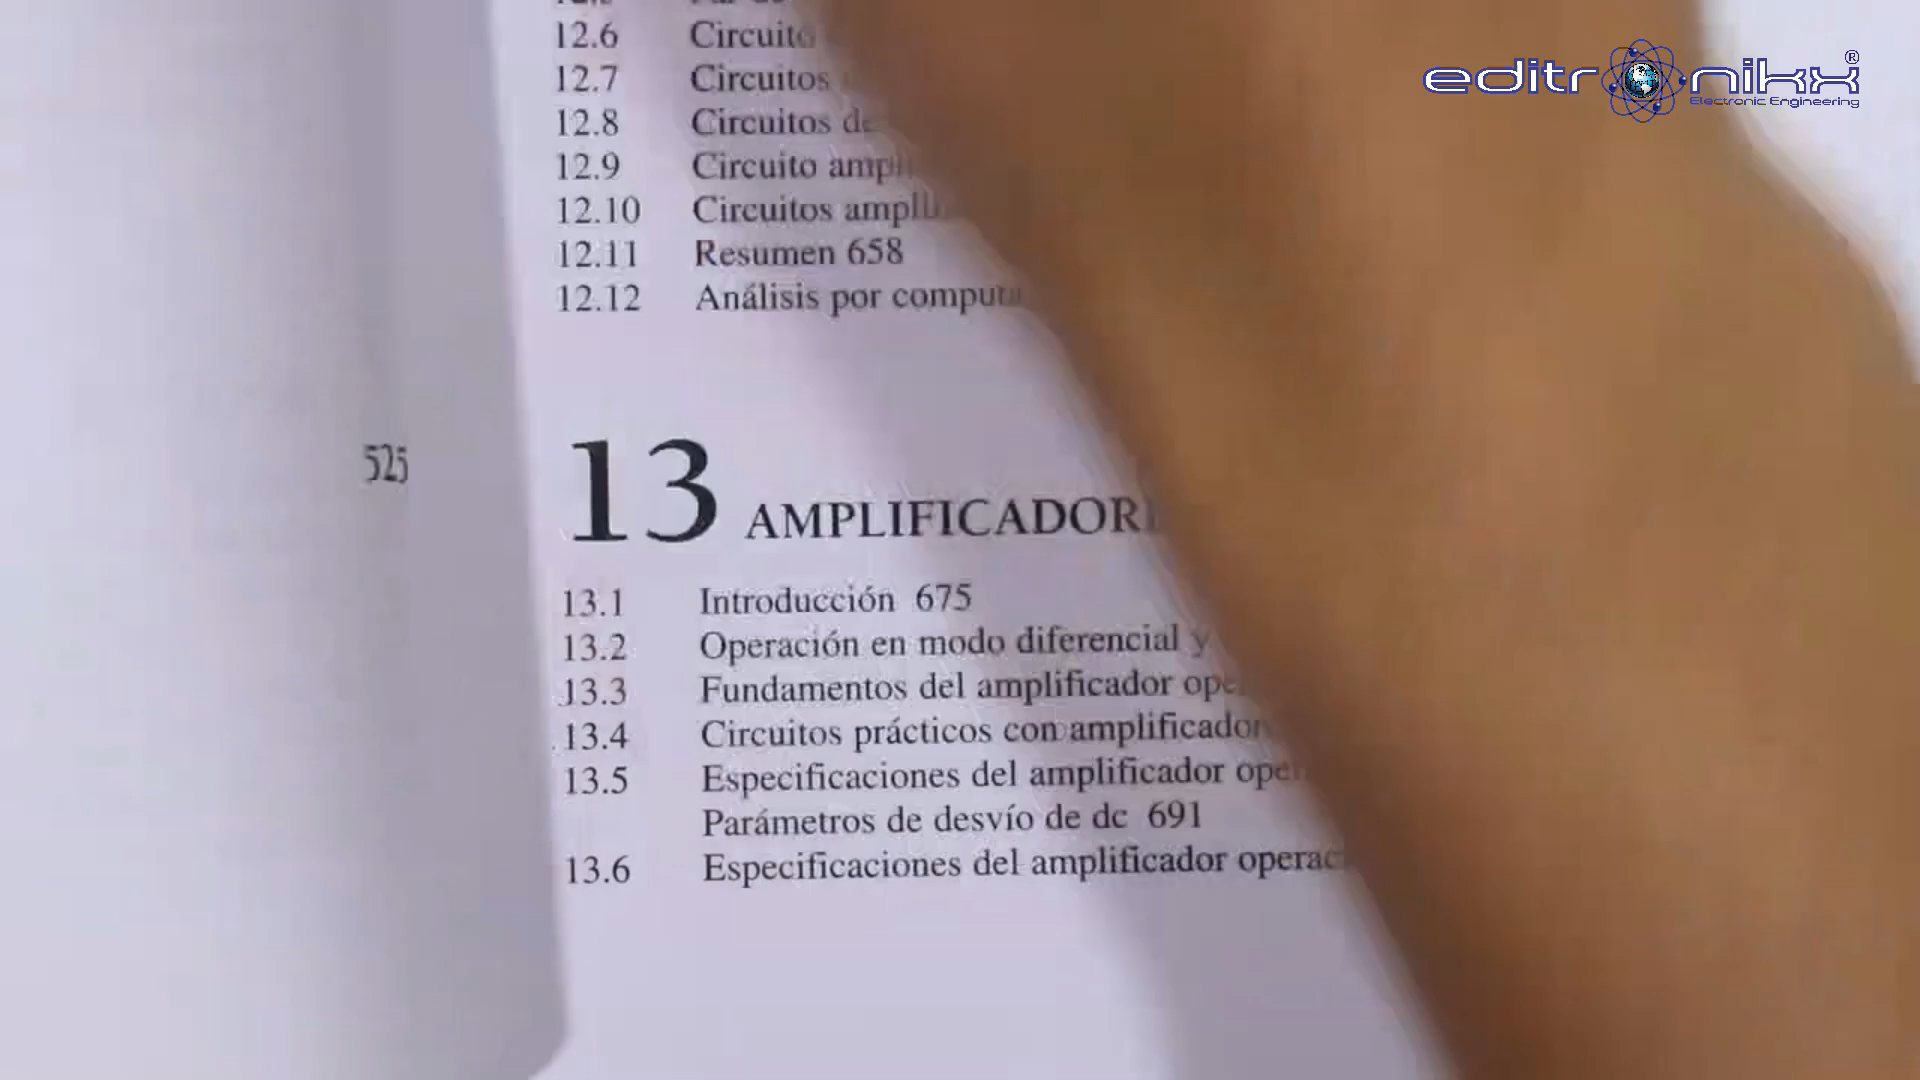 12.6 Circuito
12.7 Circuitos
12.8 Circuitos de
12.9 Circuito
12.10 Circuitos
12.11 Resumen 658
12.12 Análisis por
525
13 AMPLIFICADOR
13.1 Introducción 675
13.2 Operación en modo diferencial y
13.3 Fundamentos del amplificador
13.4 Circuitos prácticos con amplificador
13.5 Especificaciones del amplificador
Parámetros de desvío de dc 691
13.6 Especificaciones del amplificador
editronikx®
Electronic Engineering